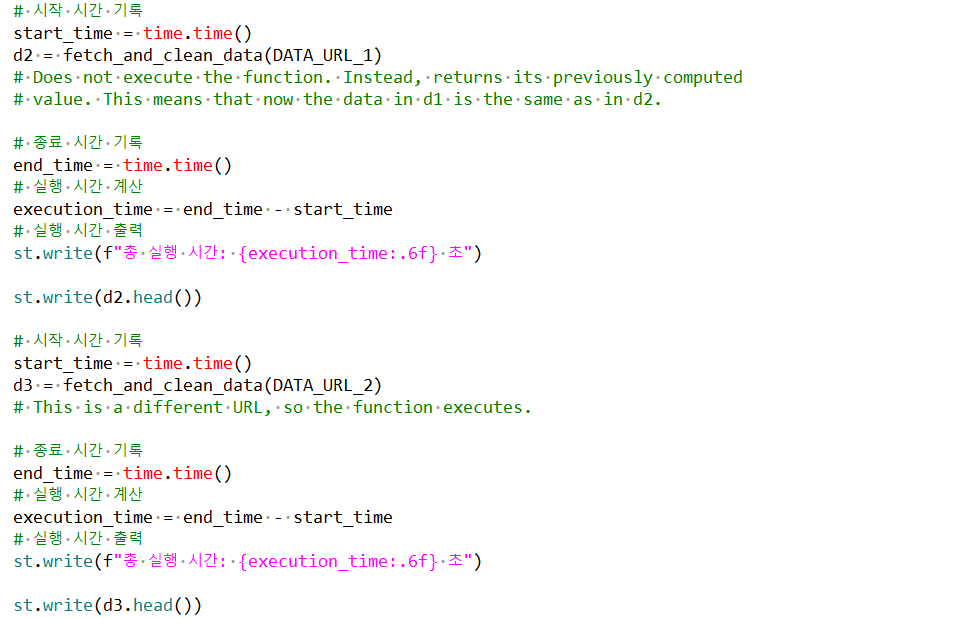 # 시작 시간 기록
start_time = time.time()
d2 = fetch_and_clean_data(DATA_URL_1)
# Does not execute the function. Instead, returns its previously computed
# value. This means that now the data in d1 is the same as in d2.
# 종료 시간 기록
end_time = time.time()
# 실행 시간 계산
execution_time = end_time - start_time
# 실행 시간 출력
st.write(f"총 실행 시간: {execution_time:.6f} 초")
st.write(d2.head())
# 시작 시간 기록
start_time = time.time()
d3 = fetch_and_clean_data(DATA_URL_2)
# This is a different URL, so the function executes.
# 종료 시간 기록
end_time = time.time()
# 실행 시간 계산
execution_time = end_time - start_time
# 실행 시간 출력
st.write(f"총 실행 시간: {execution_time:.6f} 초")
st.write(d3.head())